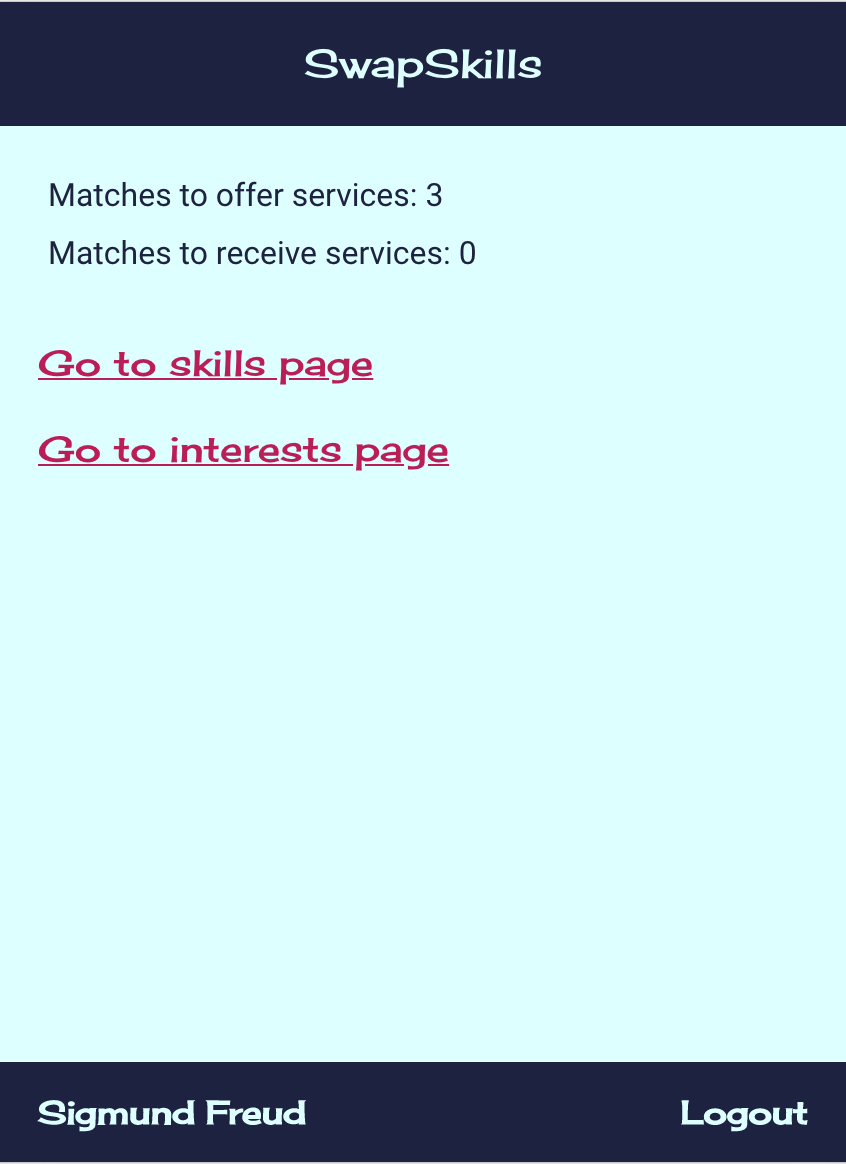 SwapSkills
Matches to offer services: 3
Matches to receive services: 0
Go to skills page
Go to interests page
Sigmund Freud Logout